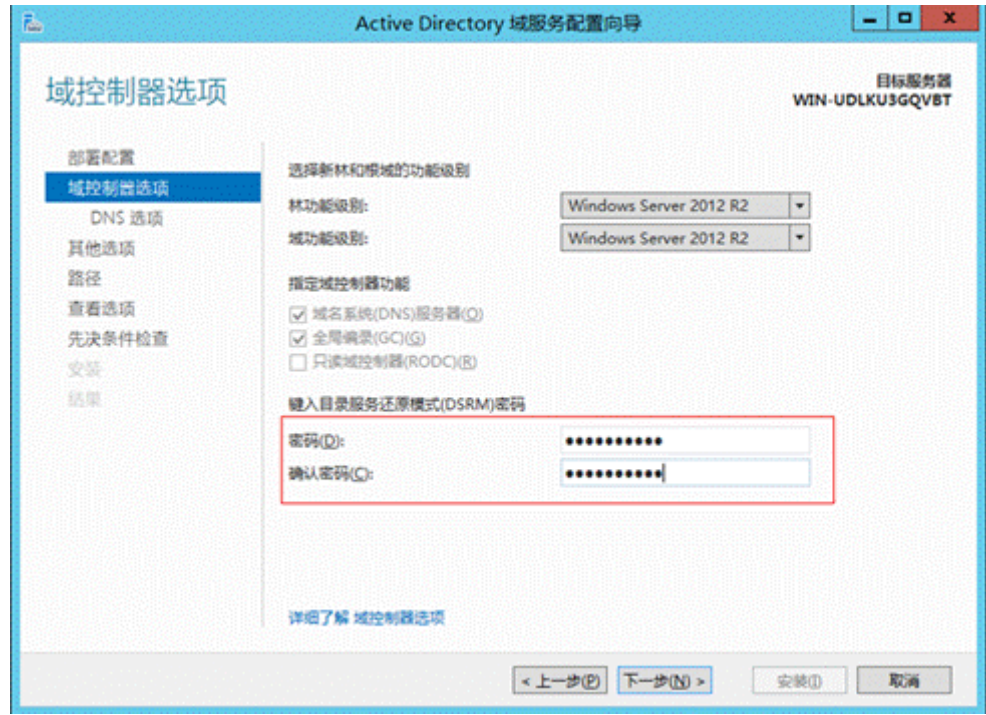 Active Directory 域服务配置向导
域控制器选项
目标服务器
WIN-UDLKU3GQVBT
部署配置
域控制器选项
DNS 选项
其他选项
路径
查看选项
先决条件检查
安装
结果
选择新林和根域的功能级别
林功能级别: Windows Server 2012 R2
域功能级别: Windows Server 2012 R2
指定域控制器功能
域名系统(DNS)服务器(O)
全局编录(GC)(G)
只读域控制器(RODC)(R)
键入目录服务还原模式(DSRM)密码
密码(D): ●●●●●●●●●●
确认密码(C): ●●●●●●●●●●
详细了解 域控制器选项
< 上一步(P) 下一步(N) > 安装(I) 取消